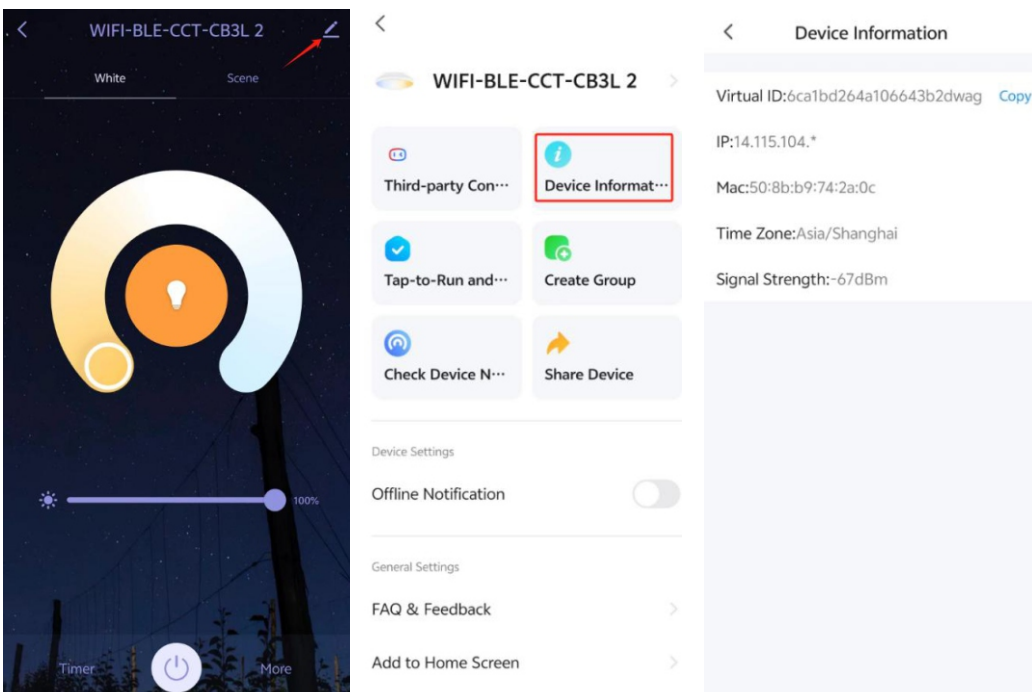 WIFI-BLE-CCT-CB3L 2
White
Scene
100%
Timer
More
WIFI-BLE-CCT-CB3L 2
Third-party Con···
Device Informat···
Tap-to-Run and···
Create Group
Check Device N···
Share Device
Device Settings
Offline Notification
General Settings
FAQ & Feedback
Add to Home Screen
Device Information
Virtual ID:6ca1bd264a106643b2dwag Copy
IP:14.115.104.*
Mac:50:8b:b9:74:2a:0c
Time Zone:Asia/Shanghai
Signal Strength:-67dBm